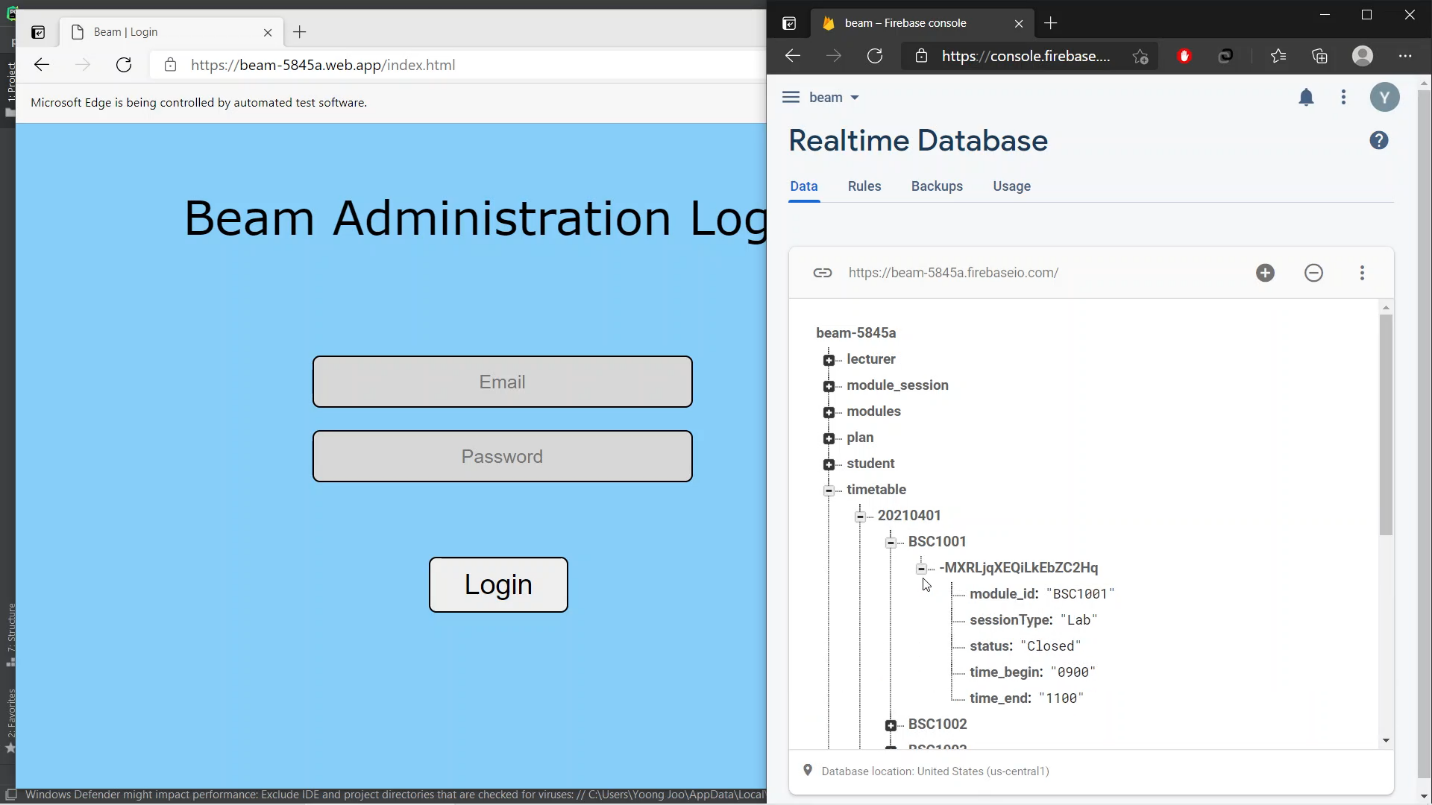 Beam | Login
https://beam-5845a.web.app/index.html
Microsoft Edge is being controlled by automated test software.
Beam Administration Log
Email
Password
Login
1: Project
7: Structure
2: Favorites
Windows Defender might impact performance: Exclude IDE and project directories that are checked for viruses: // C:\Users\Yoong Joo\AppData\Local
beam – Firebase console
https://console.firebase....
beam
Y
Realtime Database
?
Data Rules Backups Usage
https://beam-5845a.firebaseio.com/
beam-5845a
lecturer
module_session
modules
plan
student
timetable
20210401
BSC1001
-MXRLjqXEQiLkEbZC2Hq
module_id: "BSC1001"
sessionType: "Lab"
status: "Closed"
time_begin: "0900"
time_end: "1100"
BSC1002
Database location: United States (us-central1)